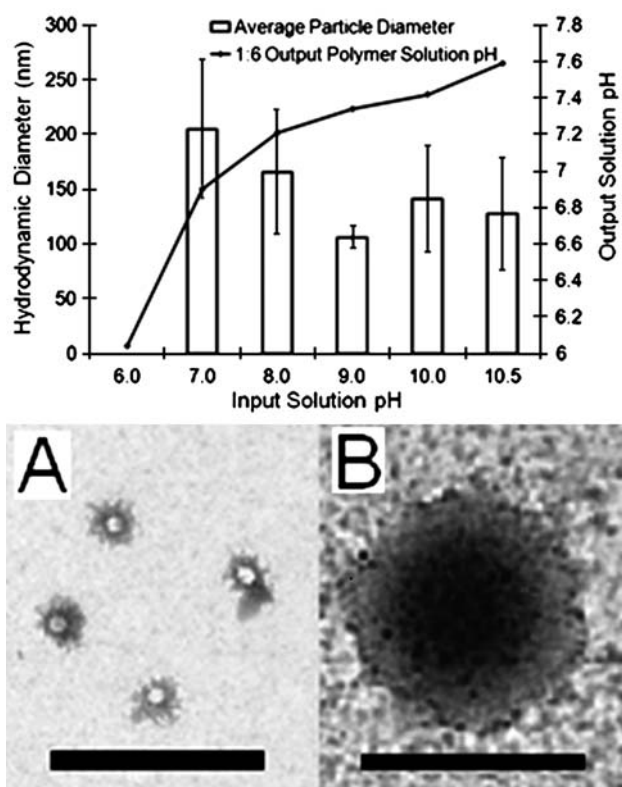 Average Particle Diameter
1:6 Output Polymer Solution pH
Hydrodynamic Diameter (nm)
300
250
200
150
100
50
0
7.8
7.6
7.4
7.2
7
6.8
6.6
6.4
6.2
6
Output Solution pH
6.0 7.0 8.0 9.0 10.0 10.5
Input Solution pH
A
B